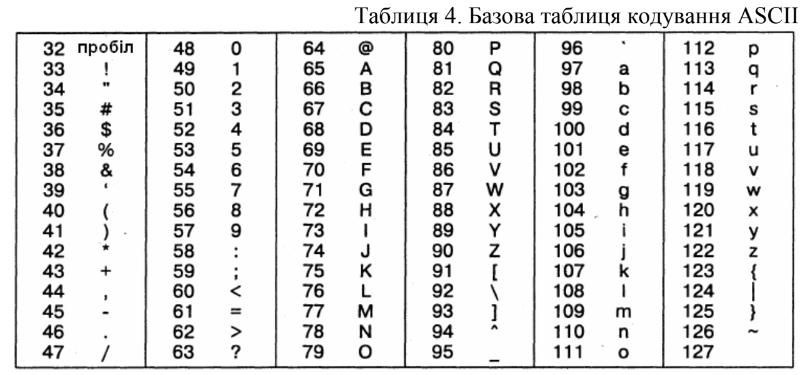 Таблиця 4. Базова таблиця кодування ASCII
32 пробіл 48 0 64 @ 80 P 96 ` 112 p
33 ! 49 1 65 A 81 Q 97 a 113 q
34 " 50 2 66 B 82 R 98 b 114 r
35 # 51 3 67 C 83 S 99 c 115 s
36 $ 52 4 68 D 84 T 100 d 116 t
37 % 53 5 69 E 85 U 101 e 117 u
38 & 54 6 70 F 86 V 102 f 118 v
39 ‘ 55 7 71 G 87 W 103 g 119 w
40 ( 56 8 72 H 88 X 104 h 120 x
41 ) 57 9 73 I 89 Y 105 i 121 y
42 * 58 : 74 J 90 Z 106 j 122 z
43 + 59 ; 75 K 91 [ 107 k 123 {
44 , 60 < 76 L 92 \ 108 l 124 |
45 - 61 = 77 M 93 ] 109 m 125 }
46 . 62 > 78 N 94 ^ 110 n 126 ~
47 / 63 ? 79 O 95 _ 111 o 127